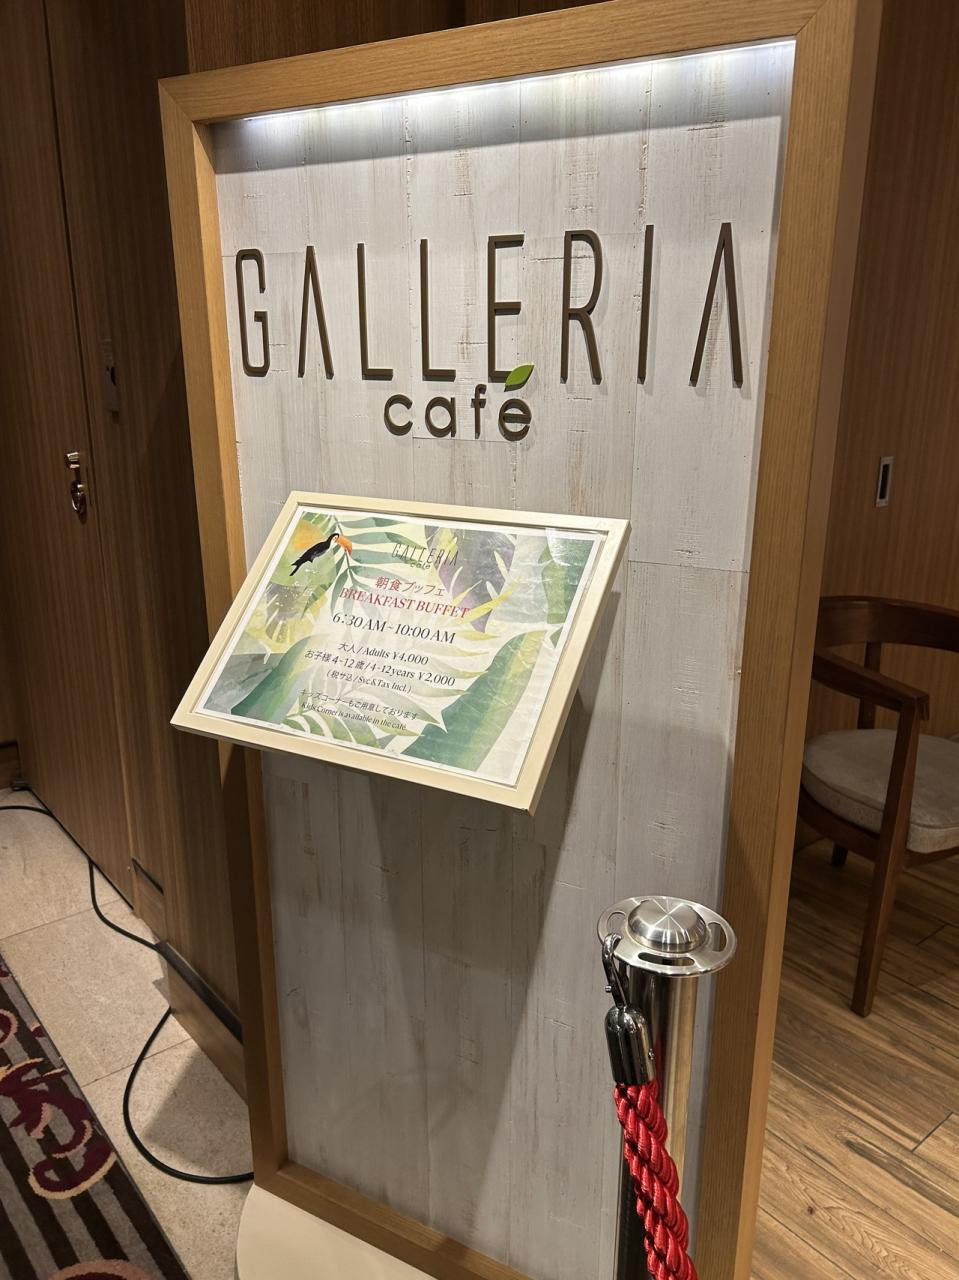 GALLERIA
café
GALLERIA
café
朝食ブッフェ
BREAKFAST BUFFET
6:30 AM~10:00 AM
大人/Adults ¥4,000
お子様4-12歳/4-12years ¥2,000
(税サ込/Svc&Tax Incl.)
キッズコーナーもご用意しております
Kids Corner is available in the café